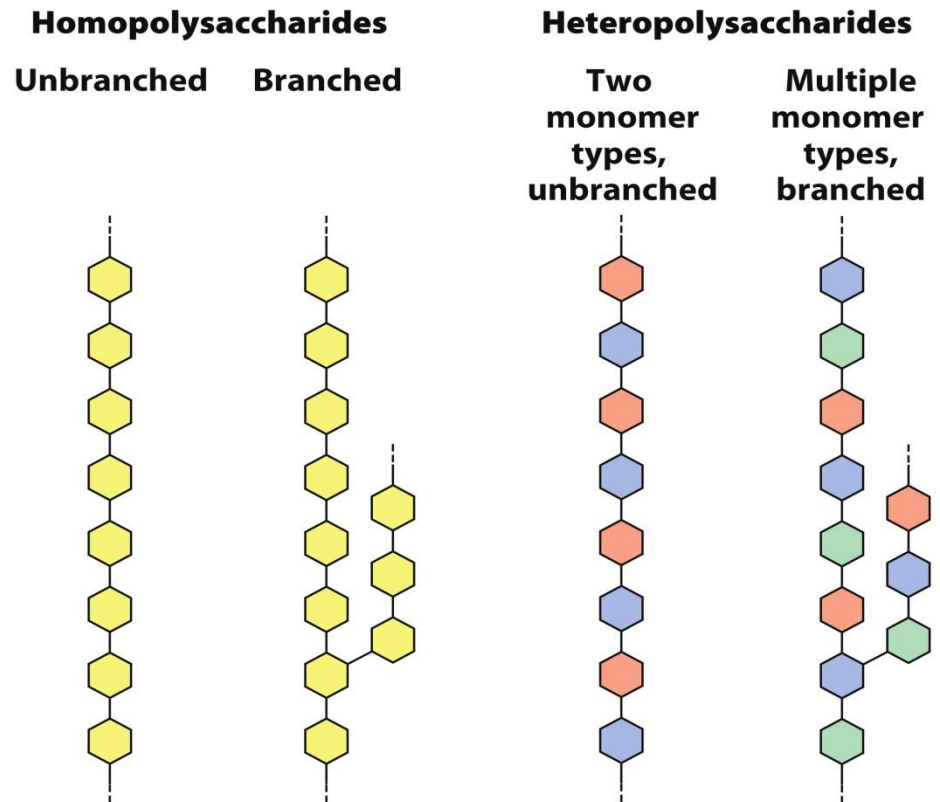 Homopolysaccharides
Unbranched
Branched
Heteropolysaccharides
Two
monomer
types,
unbranched
Multiple
monomer
types,
branched